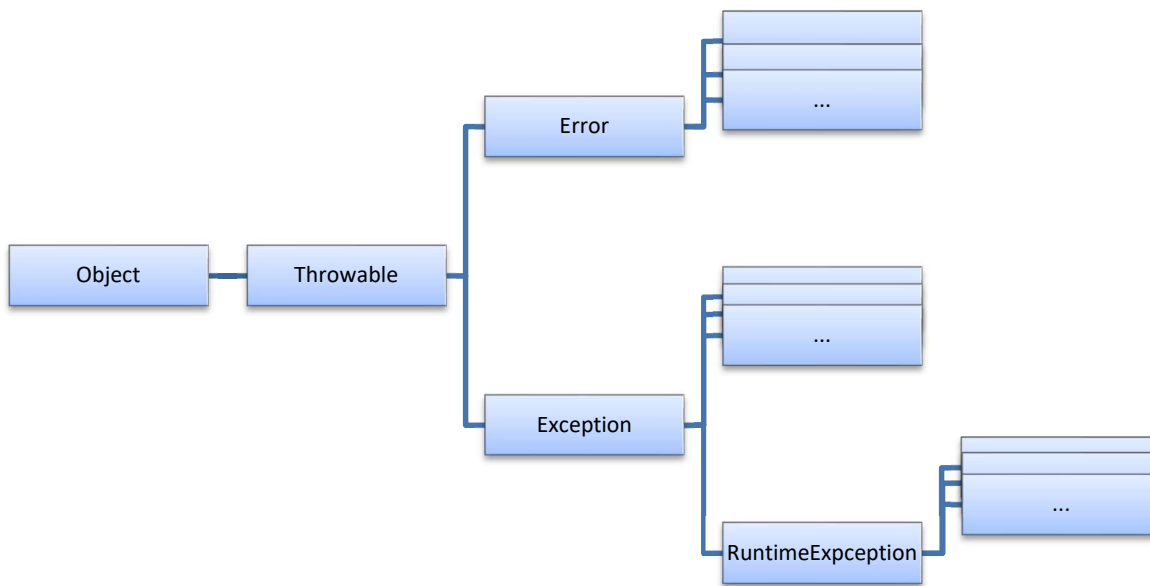 ...
Error
Object
Throwable
...
Exception
...
RuntimeExpception